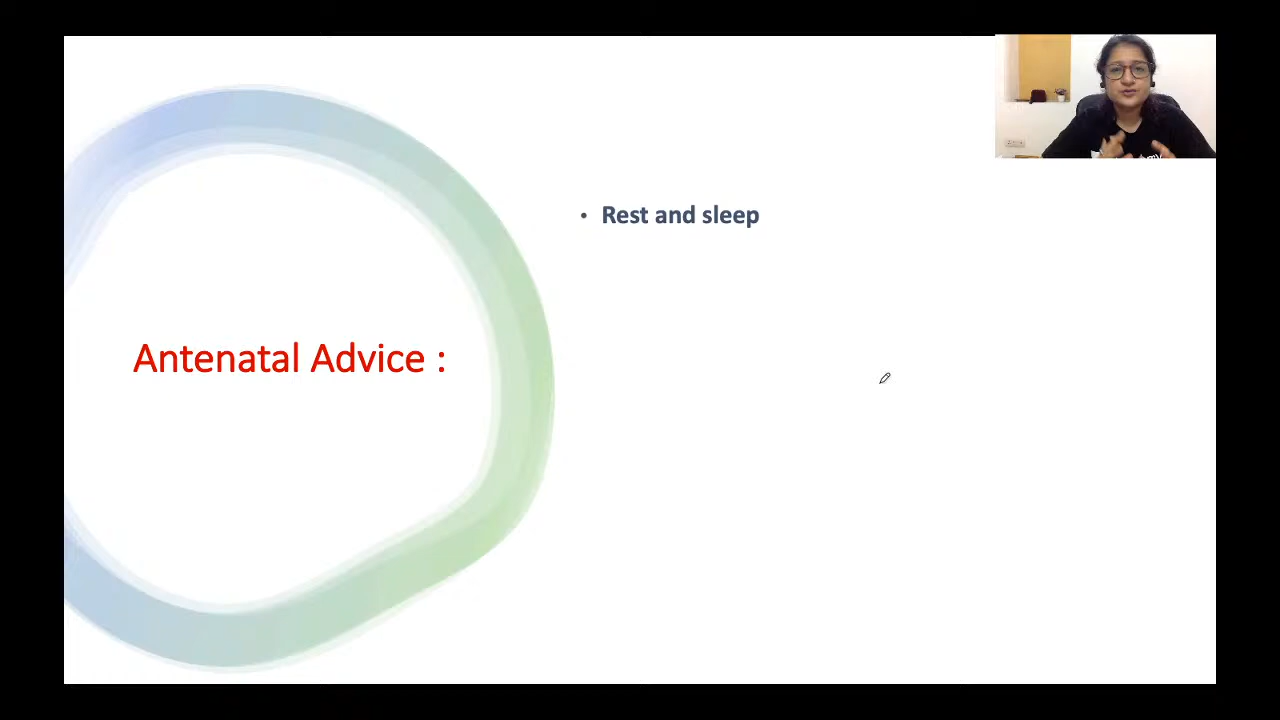 • Rest and sleep
Antenatal Advice :